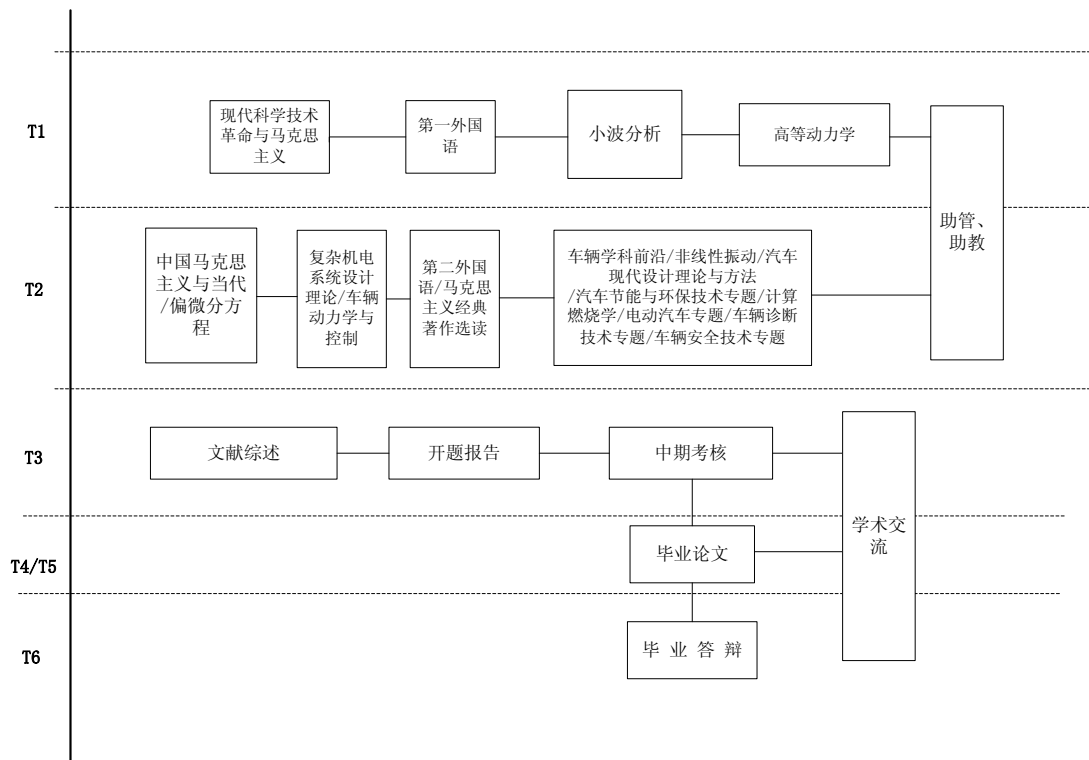 T1
现代科学技术
革命与马克思
主义
第一外国
语
小波分析
高等动力学
助管、
助教
T2
中国马克思
主义与当代
/偏微分方
程
复杂机电
系统设计
理论/车辆
动力学与
控制
第二外国
语/马克思
主义经典
著作选读
车辆学科前沿/非线性振动/汽车
现代设计理论与方法
/汽车节能与环保技术专题/计算
燃烧学/电动汽车专题/车辆诊断
技术专题/车辆安全技术专题
T3
文献综述
开题报告
中期考核
学术交
流
T4/T5
毕业论文
T6
毕 业 答 辩